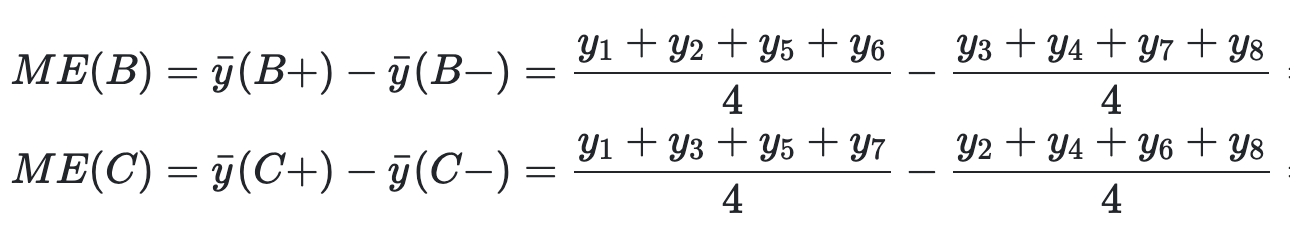 ME(B) = ȳ(B+) − ȳ(B−) = (y₁ + y₂ + y₅ + y₆)/4 − (y₃ + y₄ + y₇ + y₈)/4
ME(C) = ȳ(C+) − ȳ(C−) = (y₁ + y₃ + y₅ + y₇)/4 − (y₂ + y₄ + y₆ + y₈)/4